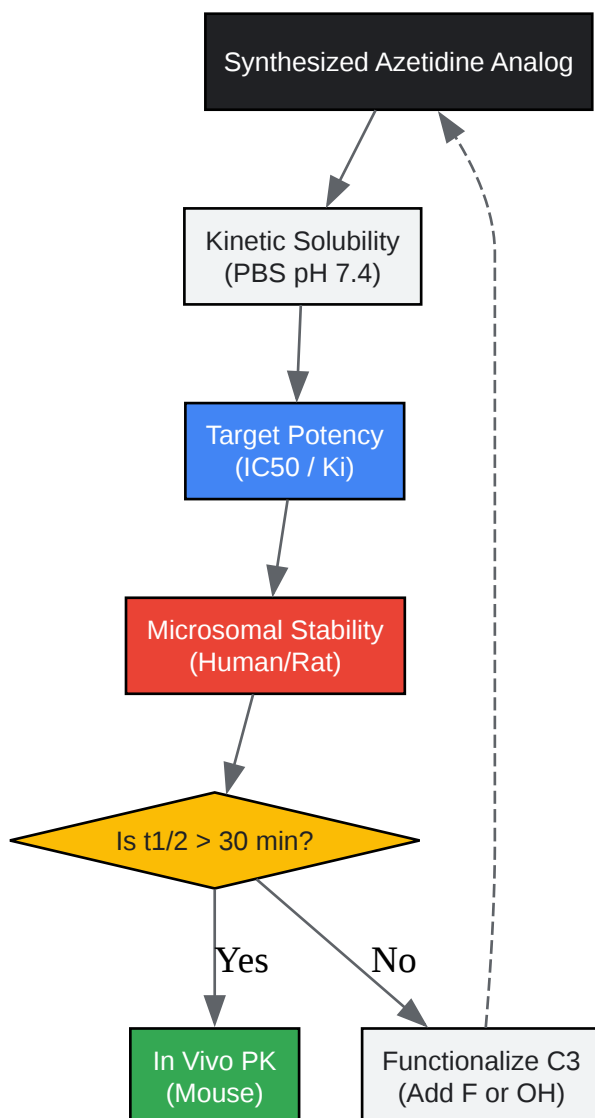 Synthesized Azetidine Analog
Kinetic Solubility
(PBS pH 7.4)
Target Potency
(IC50 / Ki)
Microsomal Stability
(Human/Rat)
Is t1/2 > 30 min?
Yes
No
In Vivo PK
(Mouse)
Functionalize C3
(Add F or OH)